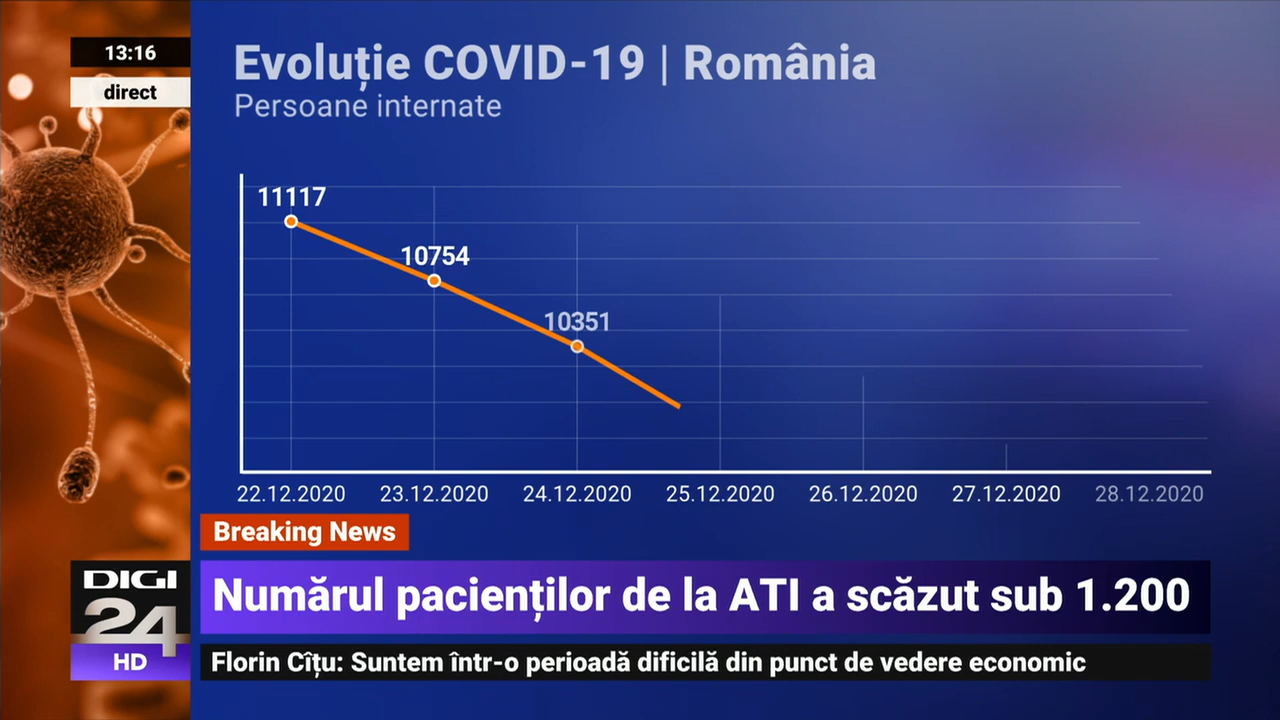 13:16
direct
Evoluție COVID-19 | România
Persoane internate
11117
10754
10351
22.12.2020 23.12.2020 24.12.2020 25.12.2020 26.12.2020 27.12.2020 28.12.2020
Breaking News
DIGI
24
HD
Numărul pacienților de la ATI a scăzut sub 1.200
Florin Cîțu: Suntem într-o perioadă dificilă din punct de vedere economic